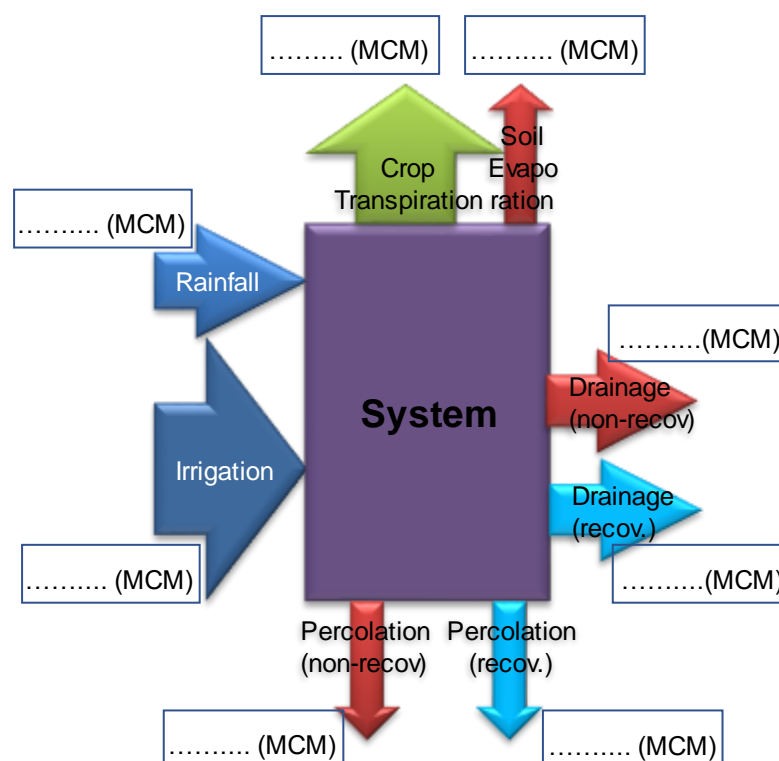 ……….. (MCM)
……….. (MCM)
Soil
Evapo
ration
Crop
Transpiration
……….. (MCM)
Rainfall
………..(MCM)
Drainage
(non-recov)
System
Irrigation
Drainage
(recov.)
……….. (MCM)
………..(MCM)
Percolation
(non-recov)
Percolation
(recov.)
……….. (MCM)
……….. (MCM)